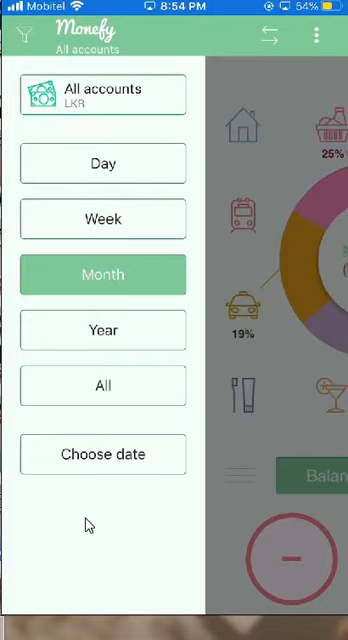 Mobitel
8:54 PM
54%
Monefy
All accounts
All accounts
LKR
Day
25%
Week
Month
Year
19%
All
Choose date
Balan